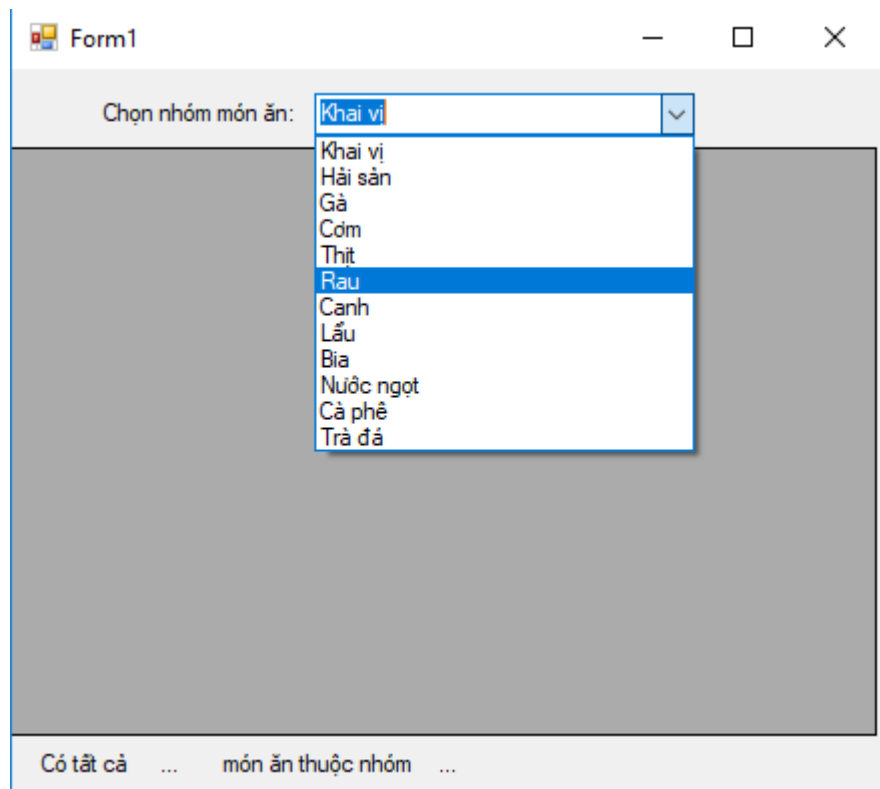 Form1
Chọn nhóm món ăn: Khai vị
Khai vị
Hải sản
Gà
Cơm
Thịt
Rau
Canh
Lẩu
Bia
Nước ngọt
Cà phê
Trà đá
Có tất cả ... món ăn thuộc nhóm ...